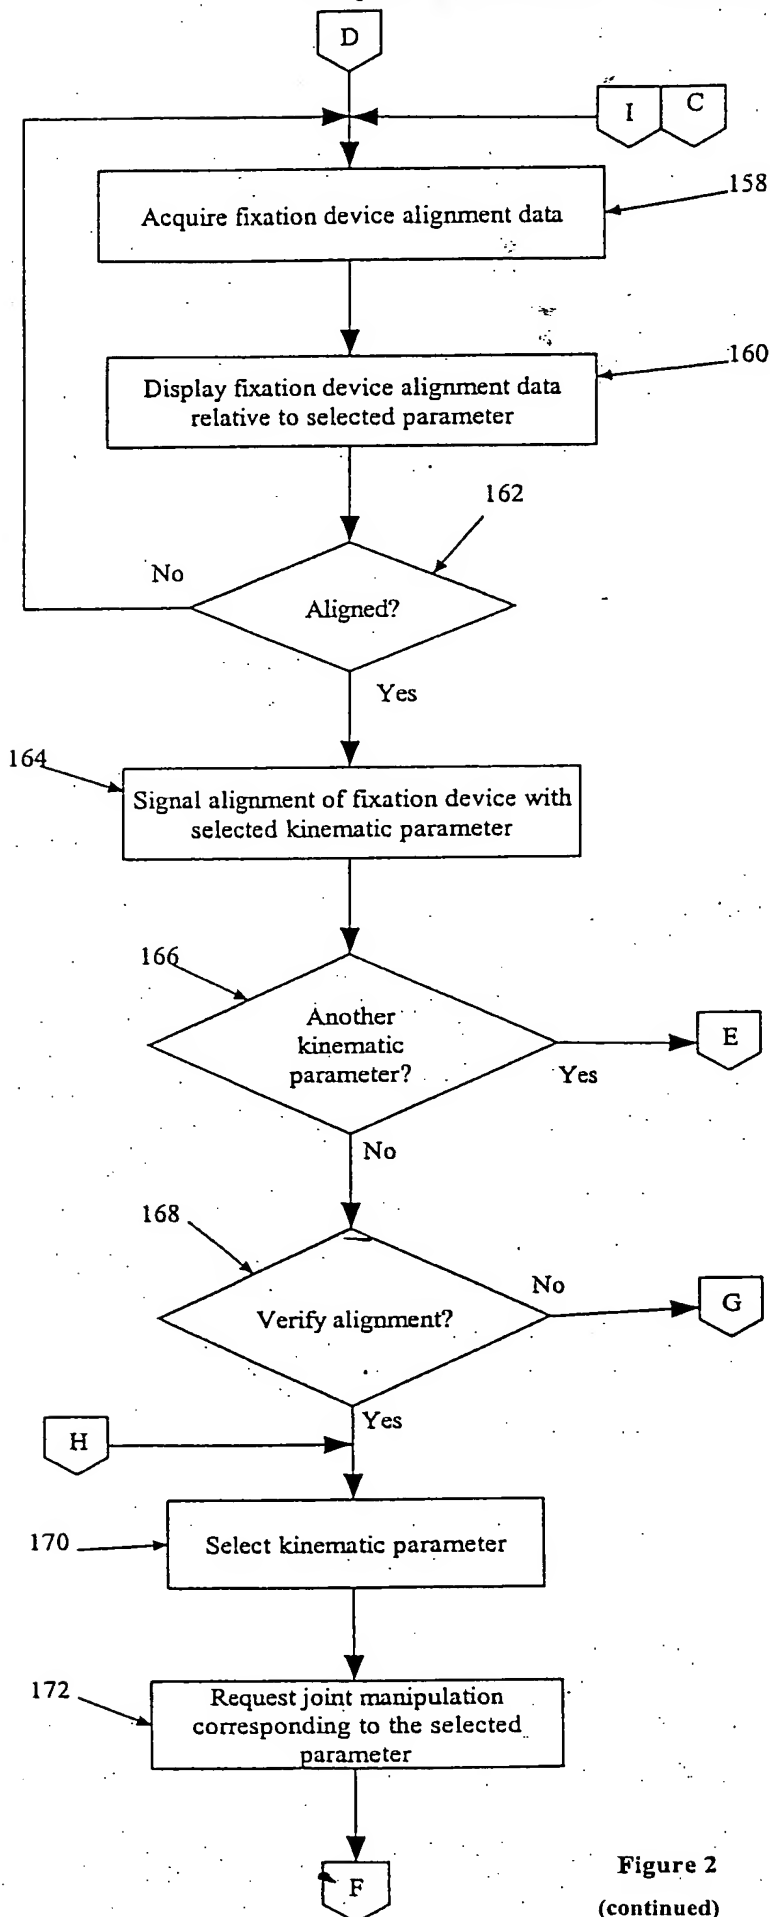 D
I
C
Acquire fixation device alignment data
158
Display fixation device alignment data
relative to selected parameter
160
162
No
Aligned?
Yes
164
Signal alignment of fixation device with
selected kinematic parameter
166
Another
kinematic
parameter?
E
Yes
No
168
Verify alignment?
No
G
Yes
H
170
Select kinematic parameter
172
Request joint manipulation
corresponding to the selected
parameter
F
Figure 2
(continued)